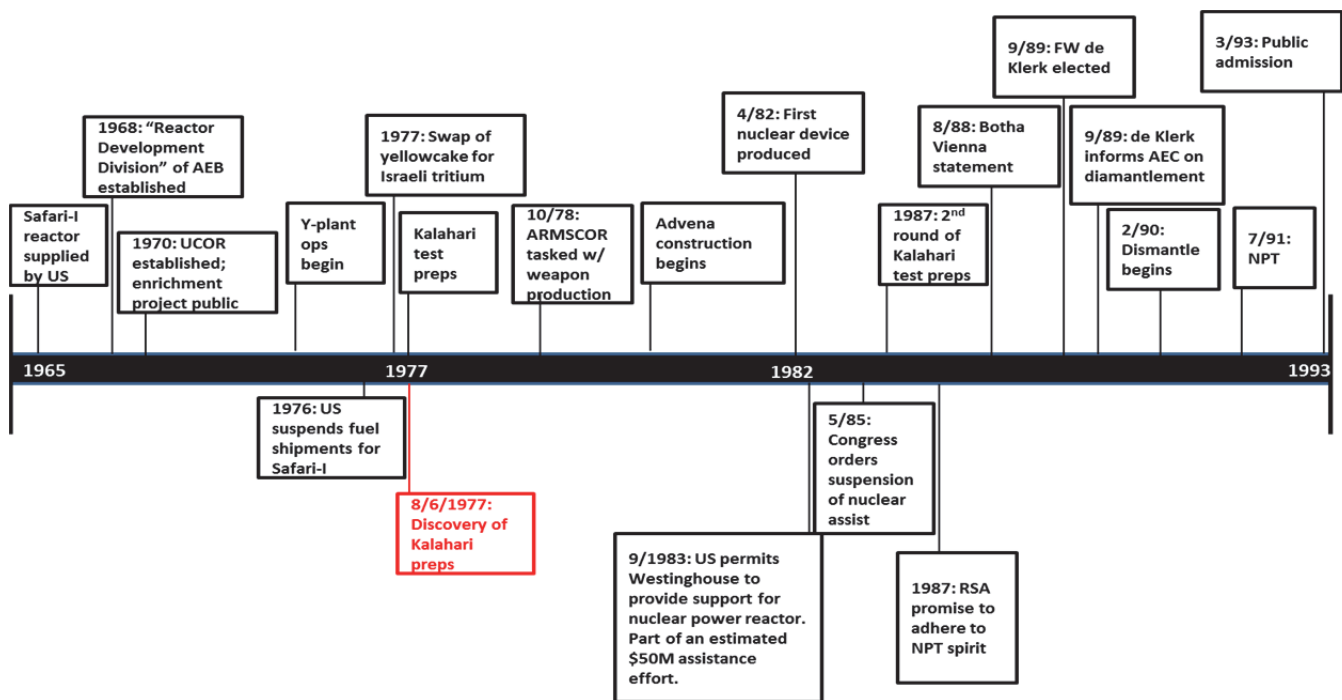 9/89: FW de
Klerk elected
3/93: Public
admission
4/82: First
nuclear device
produced
8/88: Botha
Vienna
statement
1968: “Reactor
Development
Division” of AEB
established
1977: Swap of
yellowcake for
Israeli tritium
9/89: de Klerk
informs AEC on
diamantlement
Safari-I
reactor
supplied
by US
1970: UCOR
established;
enrichment
project public
Y-plant
ops
begin
Kalahari
test
preps
10/78:
ARMSCOR
tasked w/
weapon
production
Advena
construction
begins
1987: 2nd
round of
Kalahari
test preps
2/90:
Dismantle
begins
7/91:
NPT
1965
1977
1982
1993
1976: US
suspends fuel
shipments for
Safari-I
8/6/1977:
Discovery of
Kalahari
preps
5/85:
Congress
orders
suspension
of nuclear
assist
9/1983: US permits
Westinghouse to
provide support for
nuclear power reactor.
Part of an estimated
$50M assistance
effort.
1987: RSA
promise to
adhere to
NPT spirit